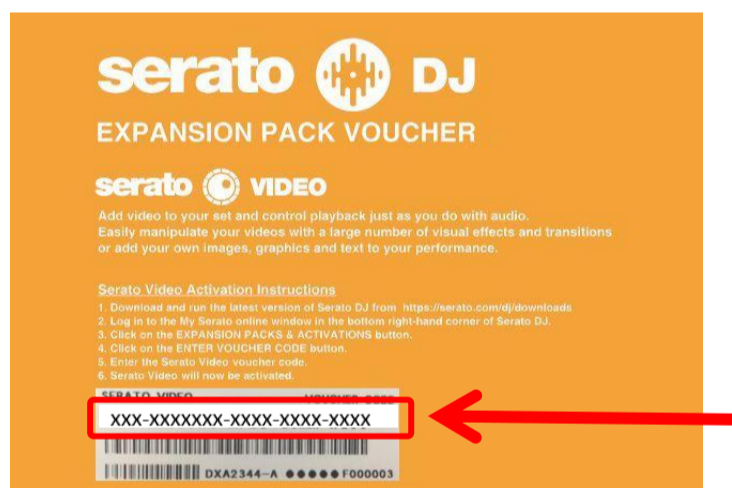 serato DJ
EXPANSION PACK VOUCHER
serato VIDEO
Add video to your set and control playback just as you do with audio.
Easily manipulate your videos with a large number of visual effects and transitions
or add your own images, graphics and text to your performance.
Serato Video Activation Instructions
1. Download and run the latest version of Serato DJ from https://serato.com/dj/downloads
2. Log in to the My Serato online window in the bottom right-hand corner of Serato DJ.
3. Click on the EXPANSION PACKS & ACTIVATIONS button.
4. Click on the ENTER VOUCHER CODE button.
5. Enter the Serato Video voucher code.
6. Serato Video will now be activated.
SERATO VIDEO VOUCHER CODE
XXX-XXXXXXX-XXXX-XXXX-XXXX
DXA2344-A ●●●●●F000003